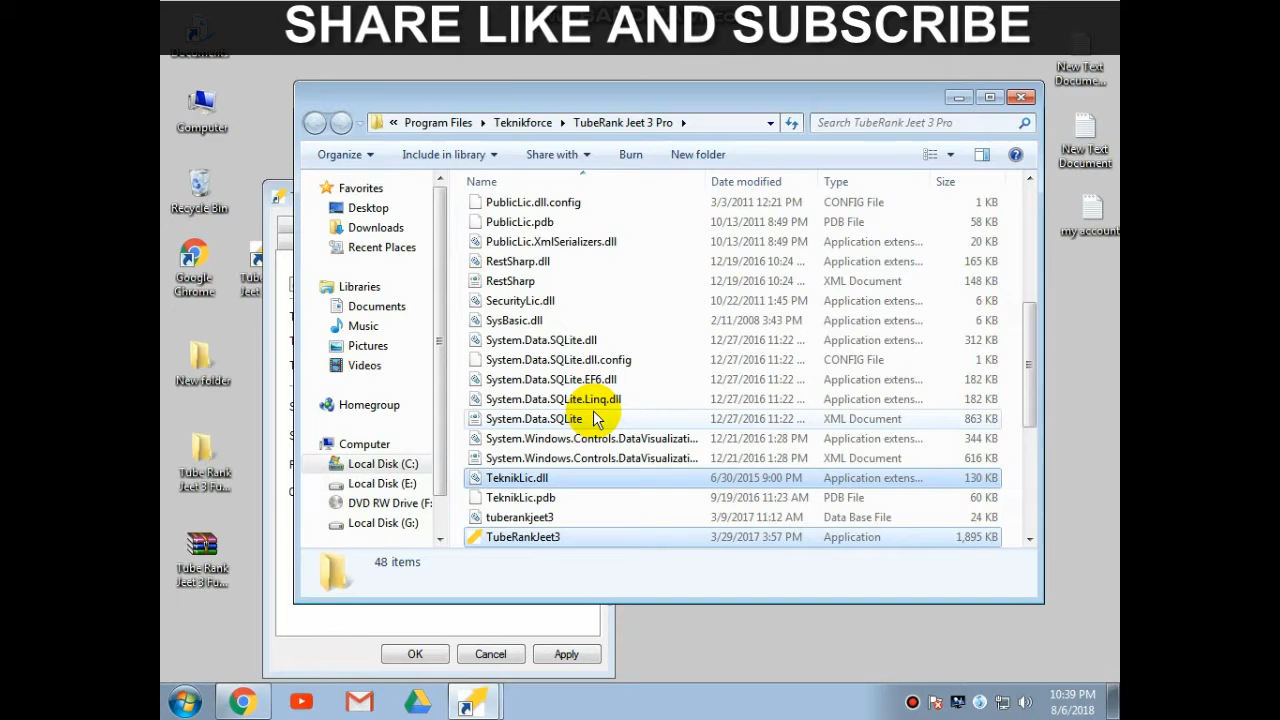 SHARE LIKE AND SUBSCRIBE
Program Files
Teknikforce
TubeRank Jeet 3 Pro
Search TubeRank Jeet 3 Pro
Organize
Include in library
Share with
Burn
New folder
Name
Date modified
Type
Size
Favorites
Desktop
Downloads
Recent Places
Libraries
Documents
Music
Pictures
Videos
Homegroup
Computer
Local Disk (C:)
Local Disk (E:)
DVD RW Drive (F:
Local Disk (G:)
PublicLic.dll.config 3/3/2011 12:21 PM CONFIG File 1 KB
PublicLic.pdb 10/13/2011 8:49 PM PDB File 58 KB
PublicLic.XmlSerializers.dll 10/13/2011 8:49 PM Application extens... 20 KB
RestSharp.dll 12/19/2016 10:24 ... Application extens... 165 KB
RestSharp 12/19/2016 10:24 ... XML Document 148 KB
SecurityLic.dll 10/22/2011 1:45 PM Application extens... 6 KB
SysBasic.dll 2/11/2008 3:43 PM Application extens... 6 KB
System.Data.SQLite.dll 12/27/2016 11:22 ... Application extens... 312 KB
System.Data.SQLite.dll.config 12/27/2016 11:22 ... CONFIG File 1 KB
System.Data.SQLite.EF6.dll 12/27/2016 11:22 ... Application extens... 182 KB
System.Data.SQLite.Linq.dll 12/27/2016 11:22 ... Application extens... 182 KB
System.Data.SQLite 12/27/2016 11:22 ... XML Document 863 KB
System.Windows.Controls.DataVisualizati... 12/21/2016 1:28 PM Application extens... 344 KB
System.Windows.Controls.DataVisualizati... 12/21/2016 1:28 PM XML Document 616 KB
TeknikLic.dll 6/30/2015 9:00 PM Application extens... 130 KB
TeknikLic.pdb 9/19/2016 11:23 AM PDB File 60 KB
tuberankjeet3 3/9/2017 11:12 AM Data Base File 24 KB
TubeRankJeet3 3/29/2017 3:57 PM Application 1,895 KB
48 items
OK
Cancel
Apply
Computer
Recycle Bin
Google
Chrome
Tube
Jeet
New folder
Tube Rank
Jeet 3 Fu...
Tube Rank
Jeet 3 Fu...
New Text
Docume...
New Text
Document
my account
10:39 PM
8/6/2018